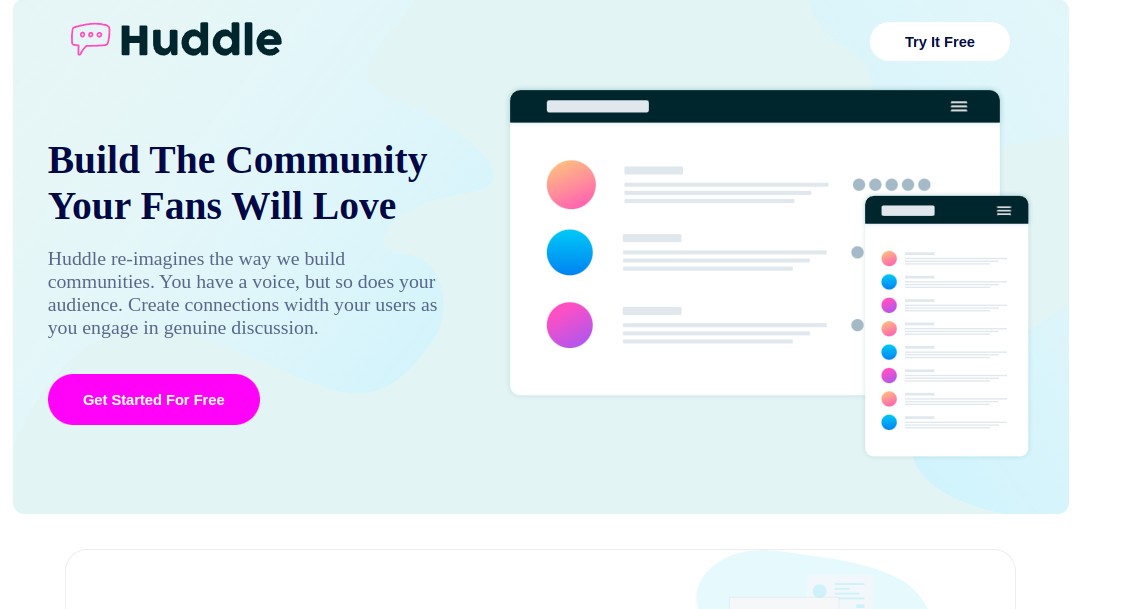 Huddle
Try It Free
Build The Community
Your Fans Will Love
Huddle re-imagines the way we build
communities. You have a voice, but so does your
audience. Create connections width your users as
you engage in genuine discussion.
Get Started For Free